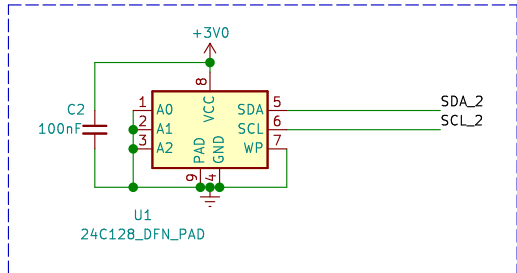 +3V0
8
VCC
C2
100nF
1 A0 SDA 5 SDA_2
2 A1 SCL 6 SCL_2
3 A2 WP 7
PAD GND
9 4
U1
24C128_DFN_PAD